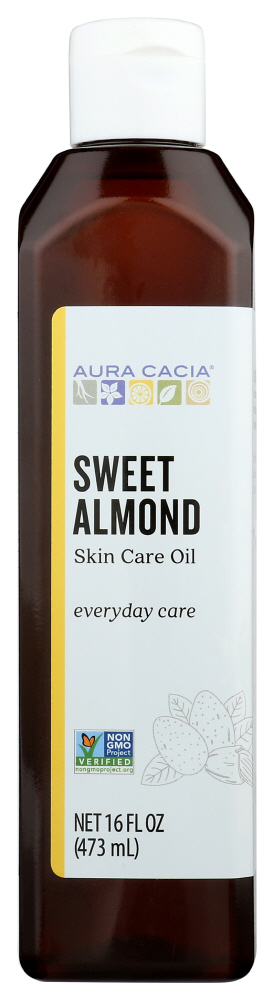 AURA CACIA®
SWEET
ALMOND
Skin Care Oil
everyday care
NON
GMO
Project
VERIFIED
nongmoproject.org
NET 16 FL OZ
(473 mL)